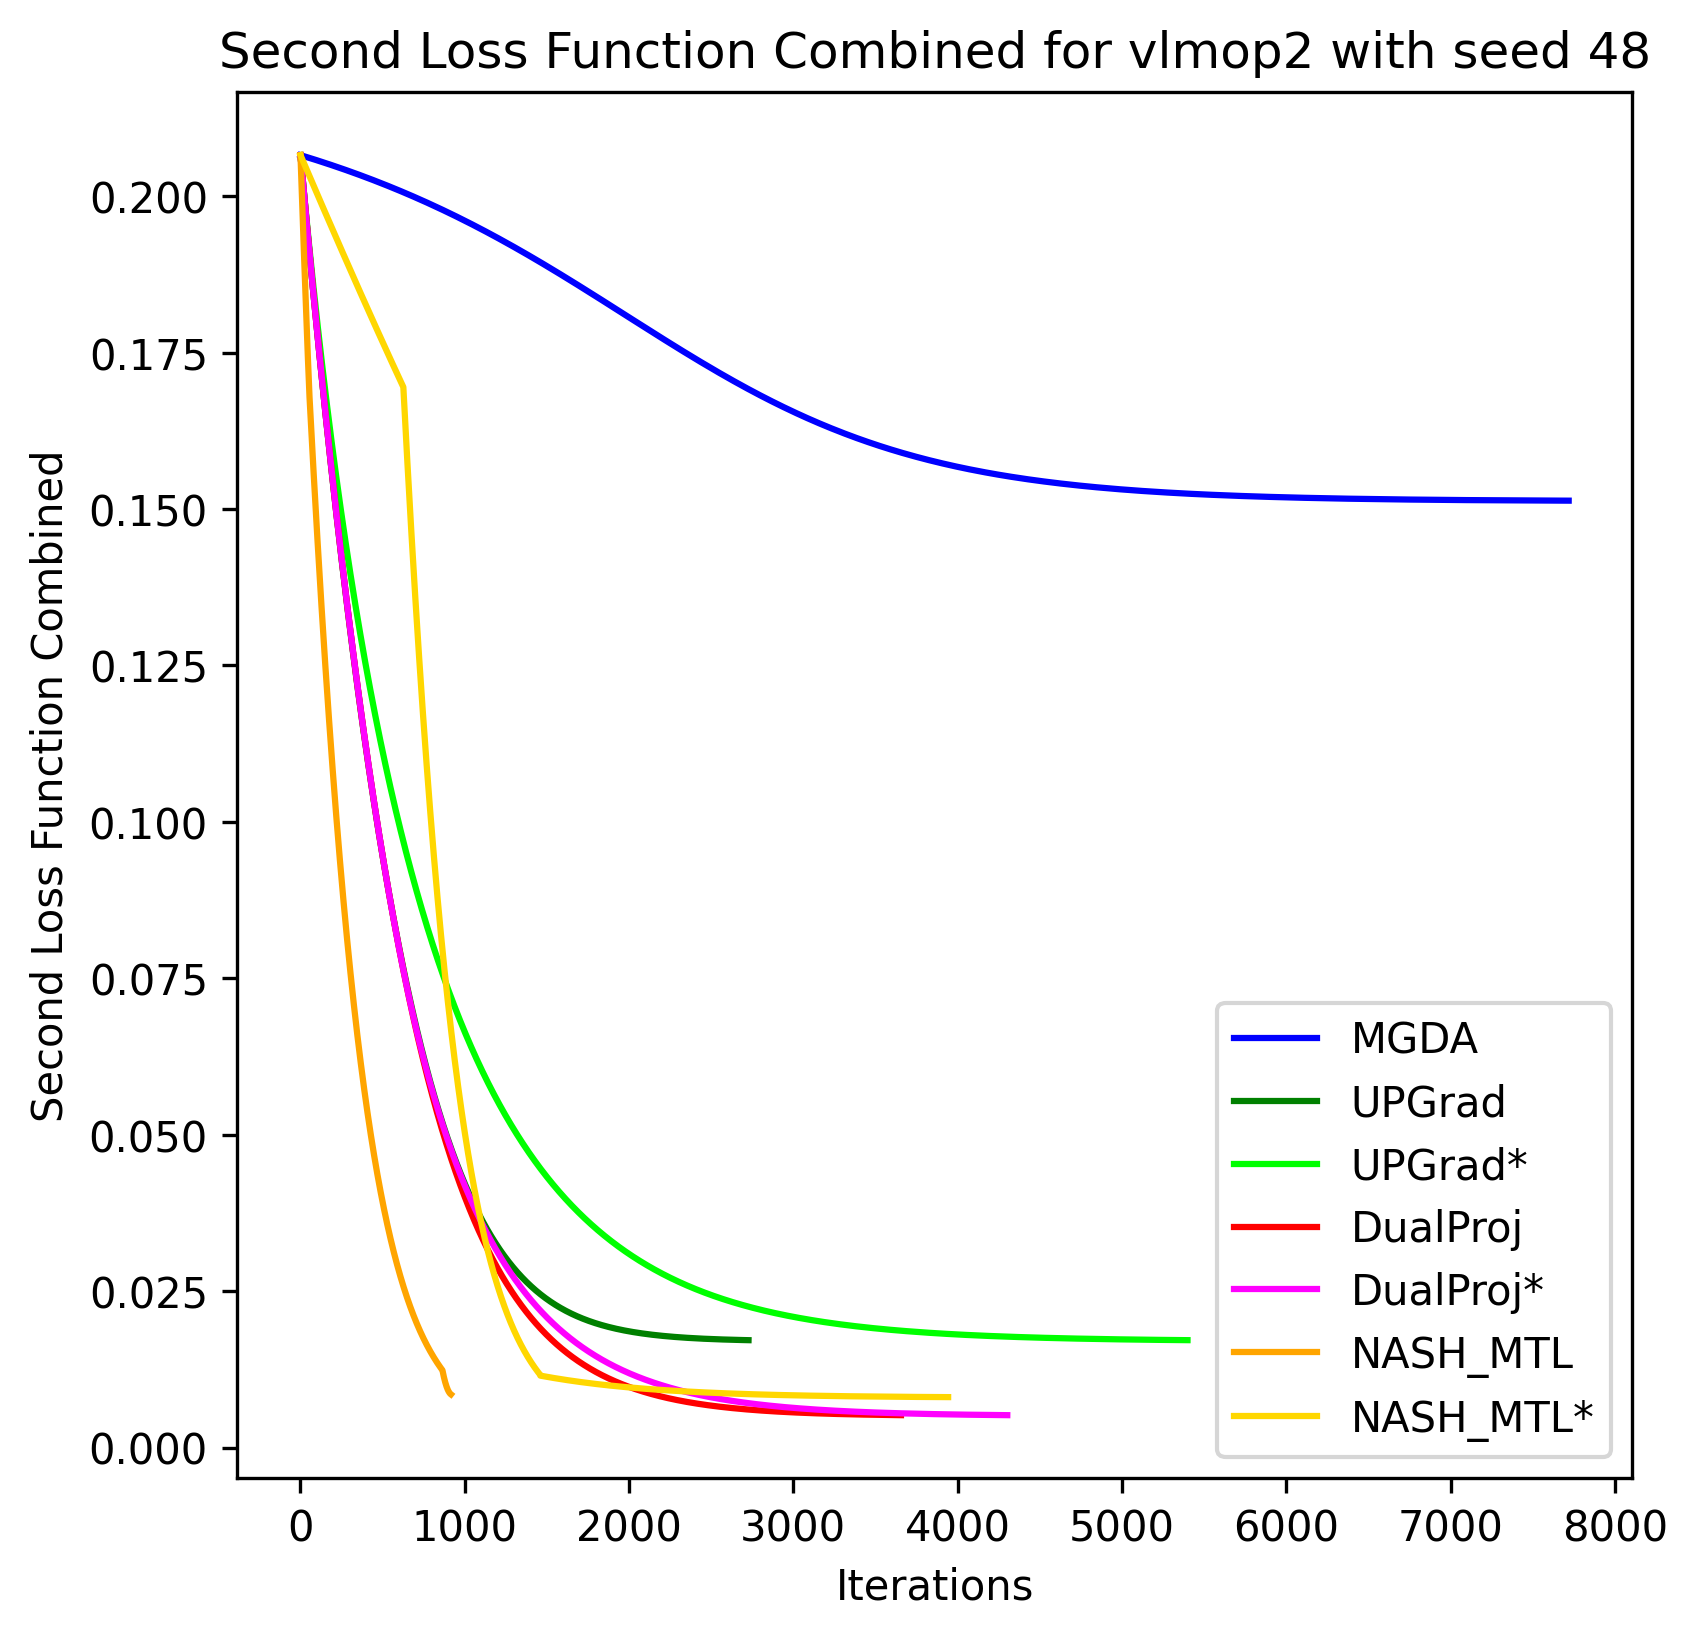 Second Loss Function Combined for vlmop2 with seed 48
Second Loss Function Combined
0.200
0.175
0.150
0.125
0.100
0.075
0.050
0.025
0.000
MGDA
UPGrad
UPGrad*
DualProj
DualProj*
NASH_MTL
NASH_MTL*
0 1000 2000 3000 4000 5000 6000 7000 8000
Iterations